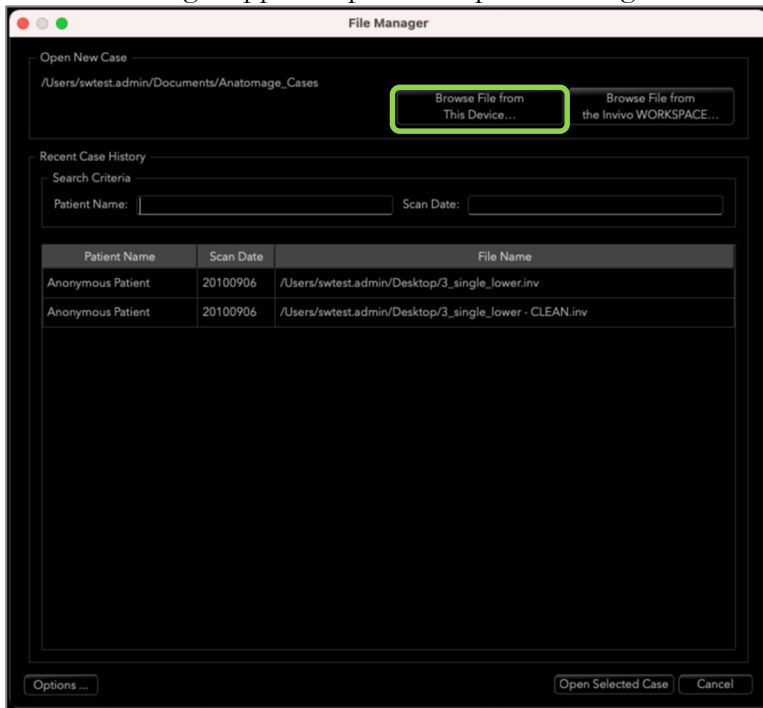 File Manager
Open New Case
/Users/swtest.admin/Documents/Anatomage_Cases
Browse File from
This Device...
Browse File from
the Invivo WORKSPACE...
Recent Case History
Search Criteria
Patient Name:
Scan Date:
Patient Name Scan Date File Name
Anonymous Patient 20100906 /Users/swtest.admin/Desktop/3_single_lower.inv
Anonymous Patient 20100906 /Users/swtest.admin/Desktop/3_single_lower - CLEAN.inv
Options ...
Open Selected Case
Cancel